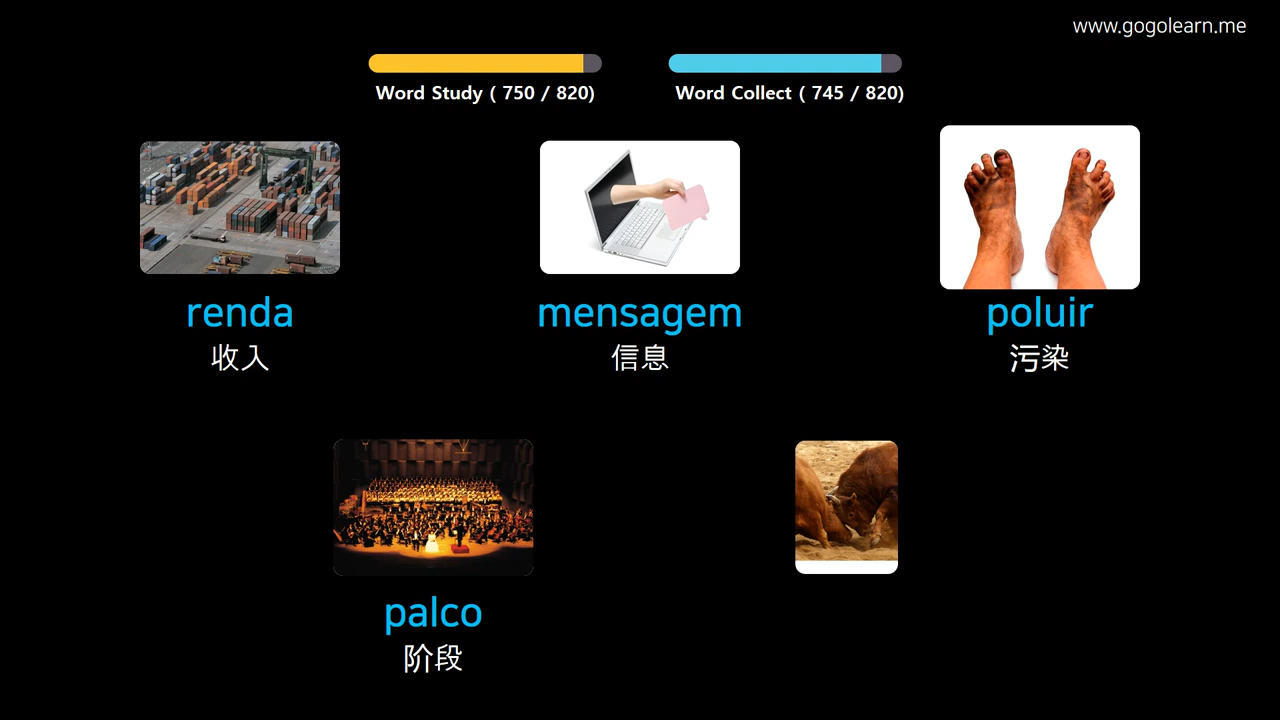 www.gogolearn.me
Word Study ( 750 / 820)
Word Collect ( 745 / 820)
renda
收入
mensagem
信息
poluir
污染
palco
阶段